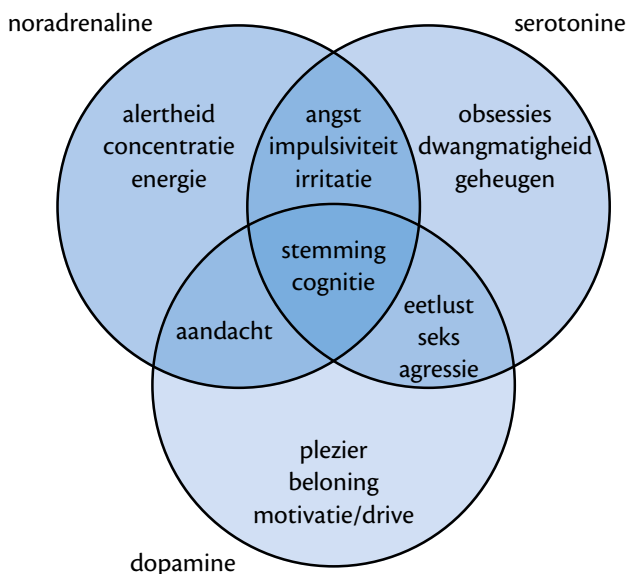 noradrenaline
serotonine
alertheid
concentratie
energie
angst
impulsiviteit
irritatie
obsessies
dwangmatigheid
geheugen
stemming
cognitie
aandacht
eetlust
seks
agressie
plezier
beloning
motivatie/drive
dopamine